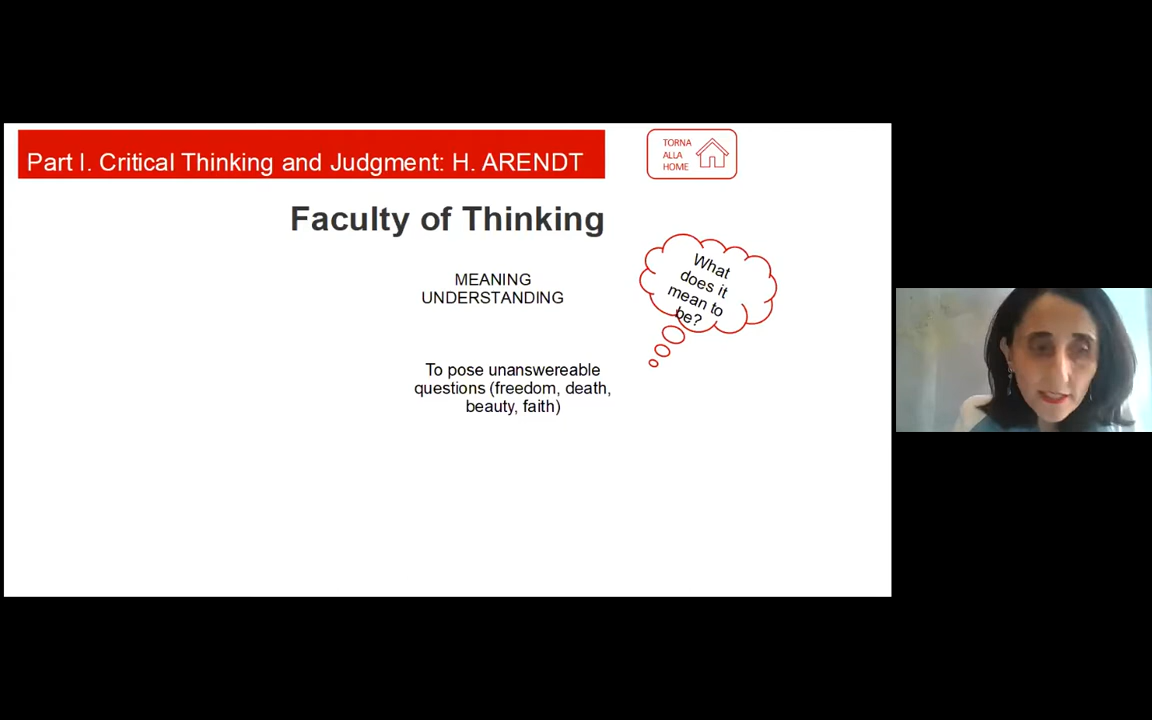 Part I. Critical Thinking and Judgment: H. ARENDT
TORNA
ALLA
HOME
Faculty of Thinking
MEANING
UNDERSTANDING
What
does it
mean to
be?
To pose unanswereable
questions (freedom, death,
beauty, faith)